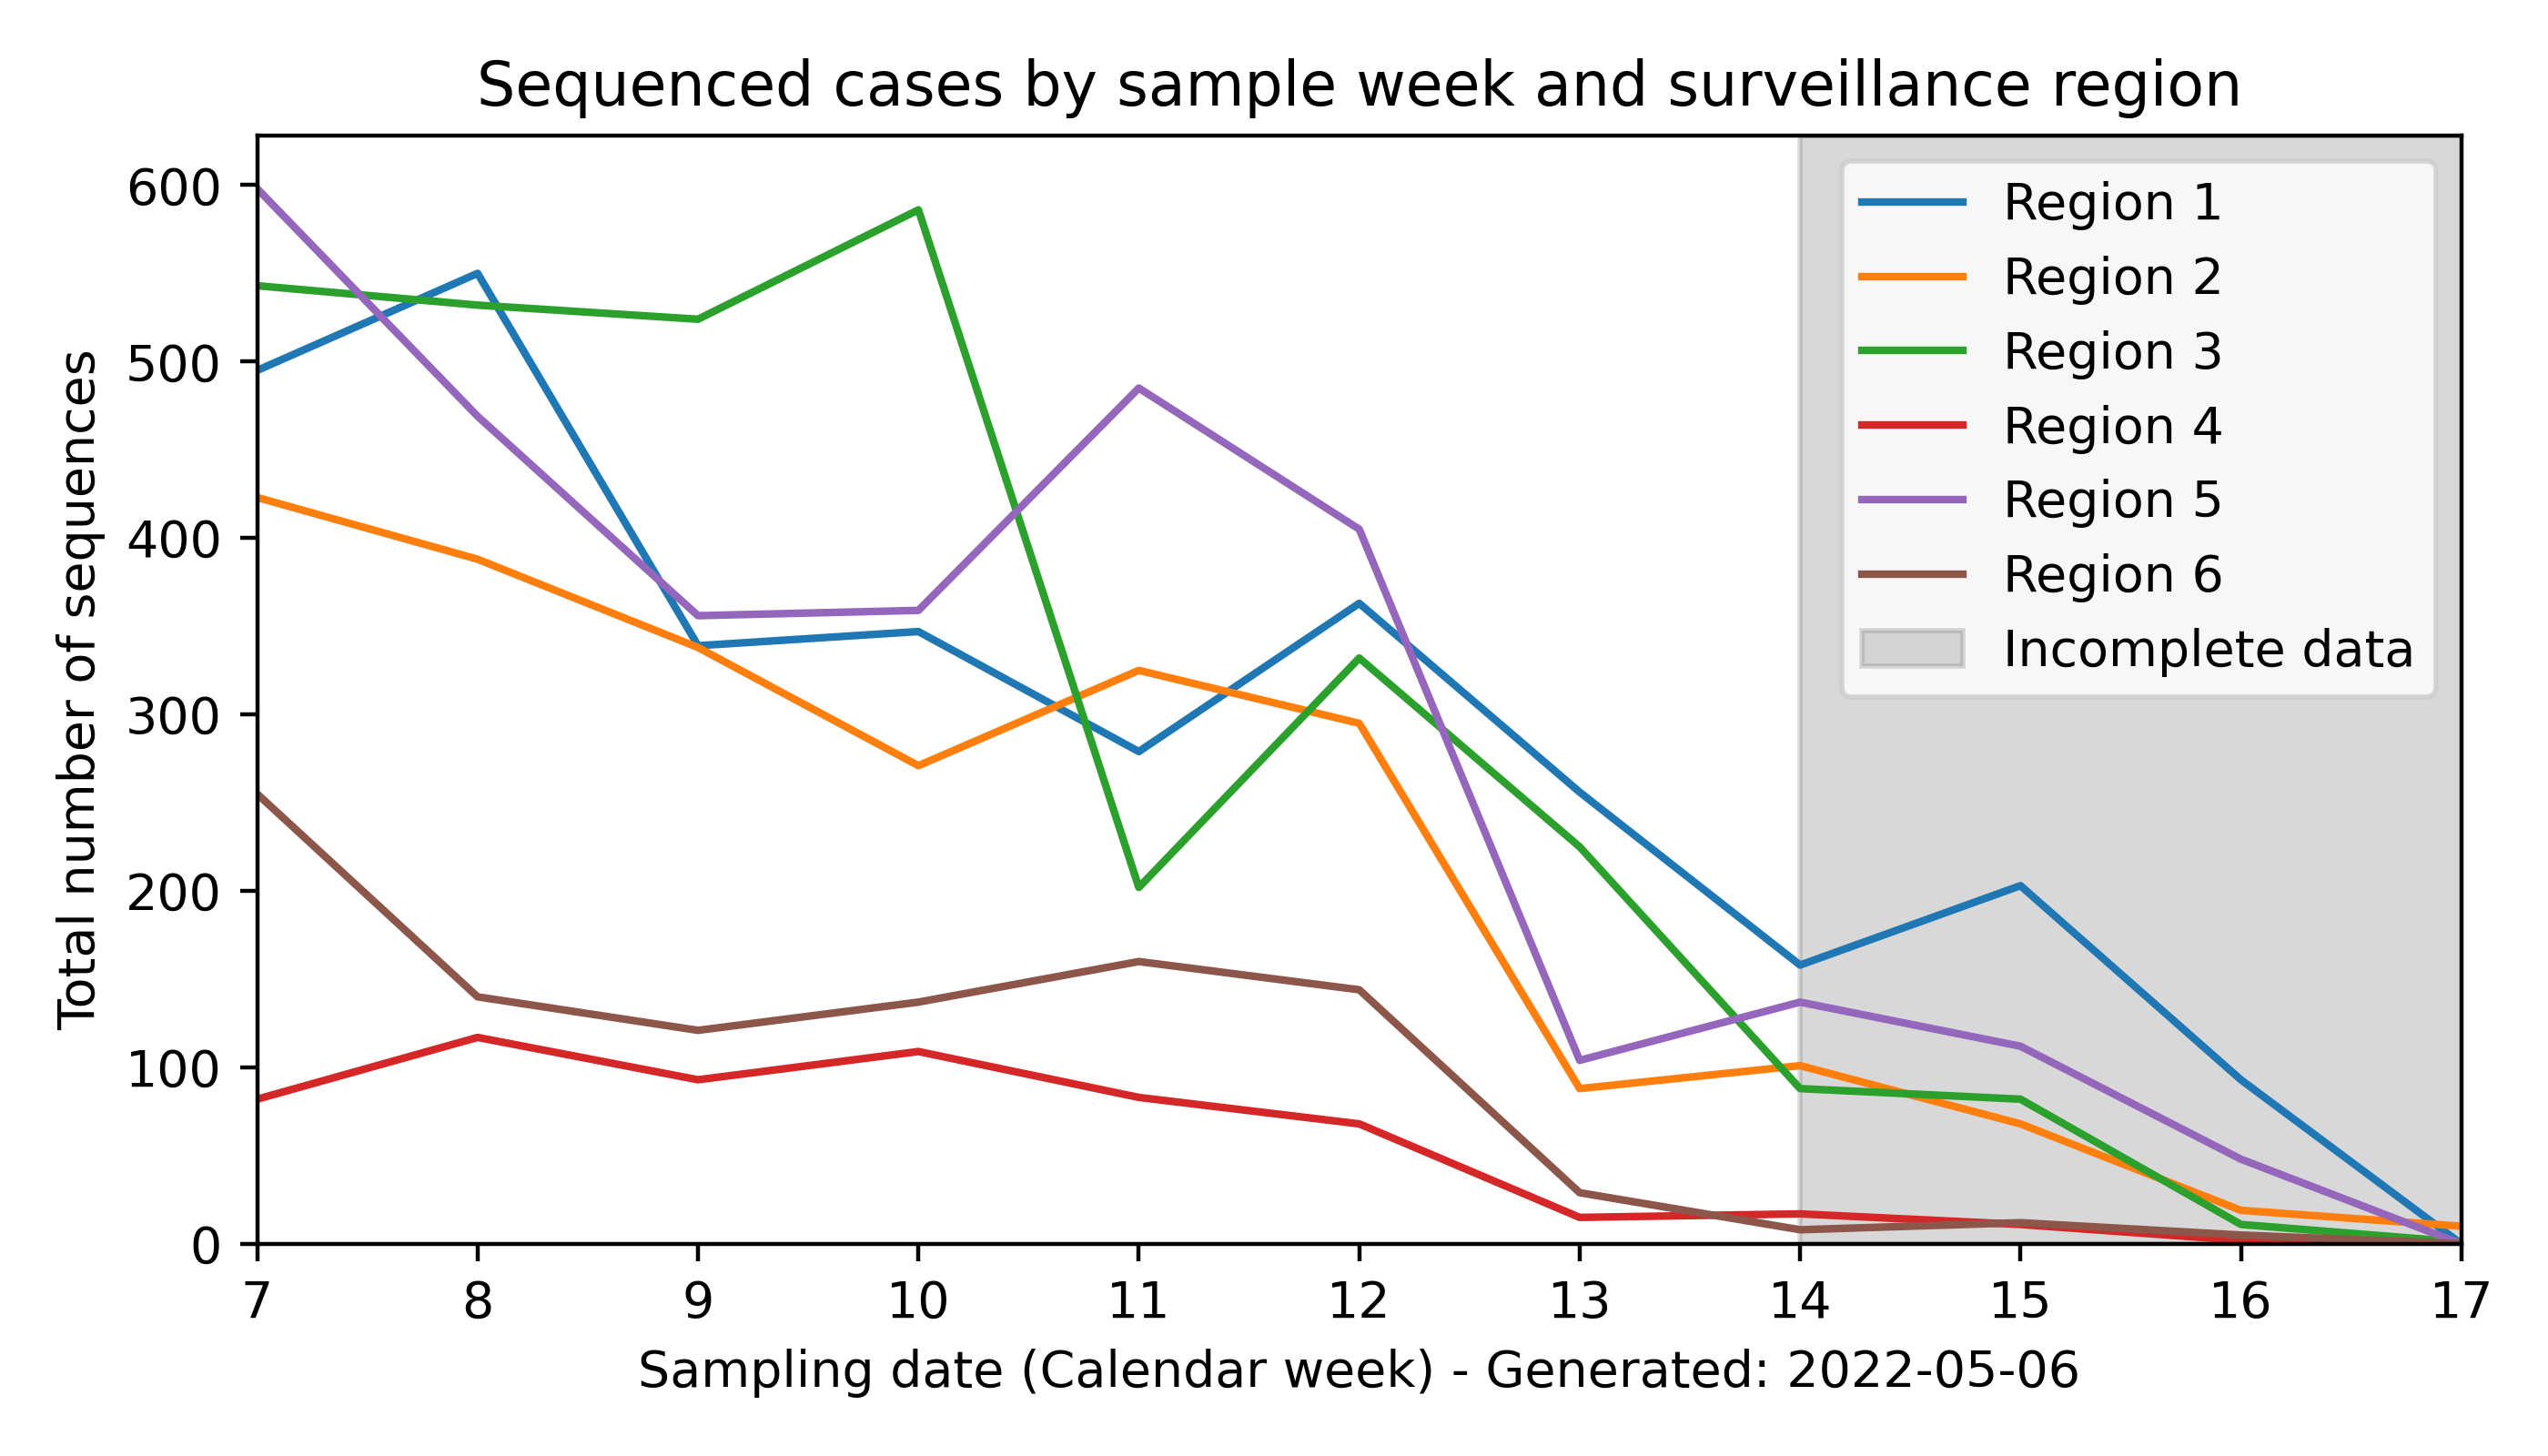 Sequenced cases by sample week and surveillance region
Total number of sequences
600
500
400
300
200
100
0
Region 1
Region 2
Region 3
Region 4
Region 5
Region 6
Incomplete data
7 8 9 10 11 12 13 14 15 16 17
Sampling date (Calendar week) - Generated: 2022-05-06